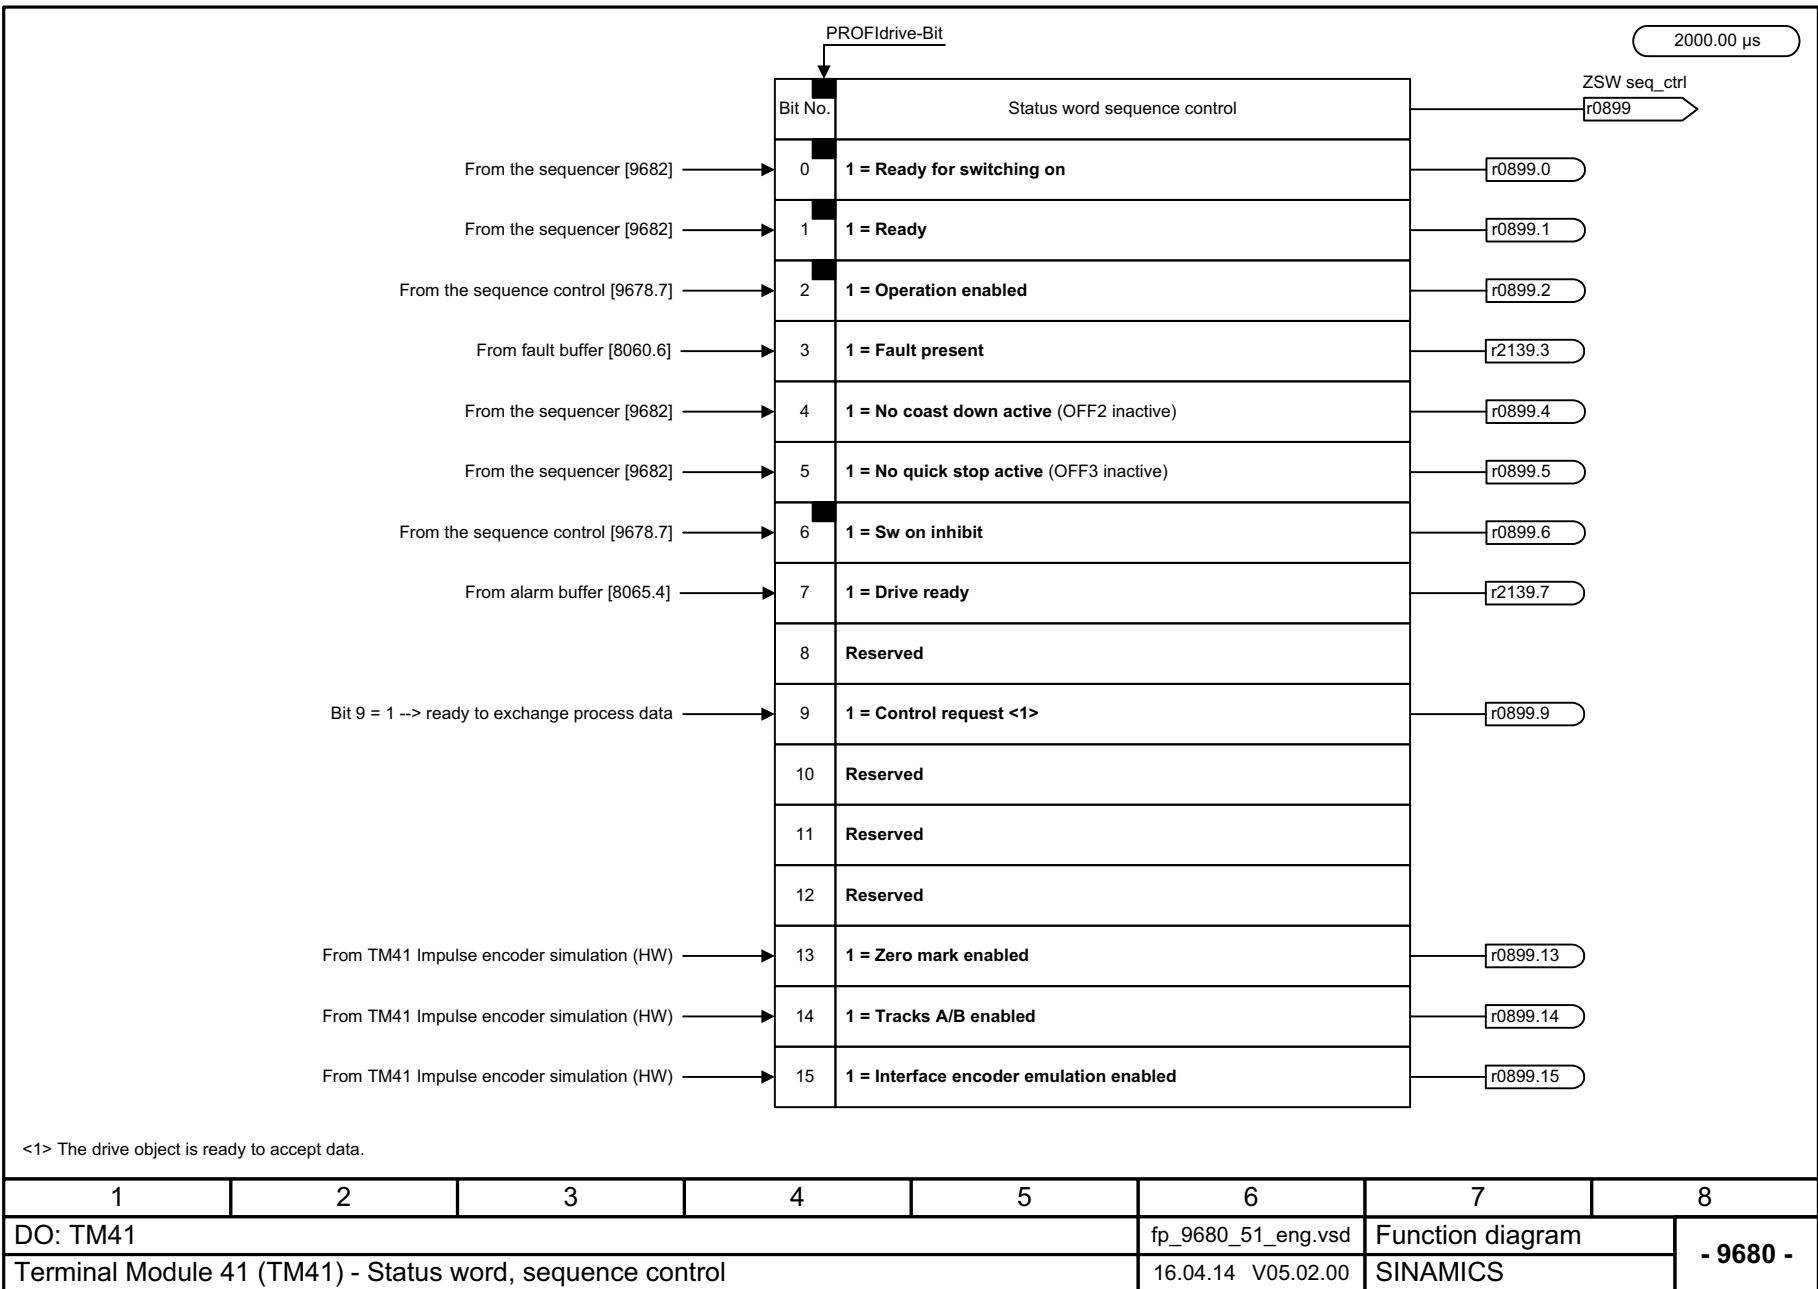 PROFIdrive-Bit
2000.00 µs
ZSW seq_ctrl
Bit No. Status word sequence control r0899
From the sequencer [9682] 0 1 = Ready for switching on r0899.0
From the sequencer [9682] 1 1 = Ready r0899.1
From the sequence control [9678.7] 2 1 = Operation enabled r0899.2
From fault buffer [8060.6] 3 1 = Fault present r2139.3
From the sequencer [9682] 4 1 = No coast down active (OFF2 inactive) r0899.4
From the sequencer [9682] 5 1 = No quick stop active (OFF3 inactive) r0899.5
From the sequence control [9678.7] 6 1 = Sw on inhibit r0899.6
From alarm buffer [8065.4] 7 1 = Drive ready r2139.7
8 Reserved
Bit 9 = 1 --> ready to exchange process data 9 1 = Control request <1> r0899.9
10 Reserved
11 Reserved
12 Reserved
From TM41 Impulse encoder simulation (HW) 13 1 = Zero mark enabled r0899.13
From TM41 Impulse encoder simulation (HW) 14 1 = Tracks A/B enabled r0899.14
From TM41 Impulse encoder simulation (HW) 15 1 = Interface encoder emulation enabled r0899.15
<1> The drive object is ready to accept data.
1 2 3 4 5 6 7 8
DO: TM41 fp_9680_51_eng.vsd Function diagram
- 9680 -
Terminal Module 41 (TM41) - Status word, sequence control 16.04.14 V05.02.00 SINAMICS